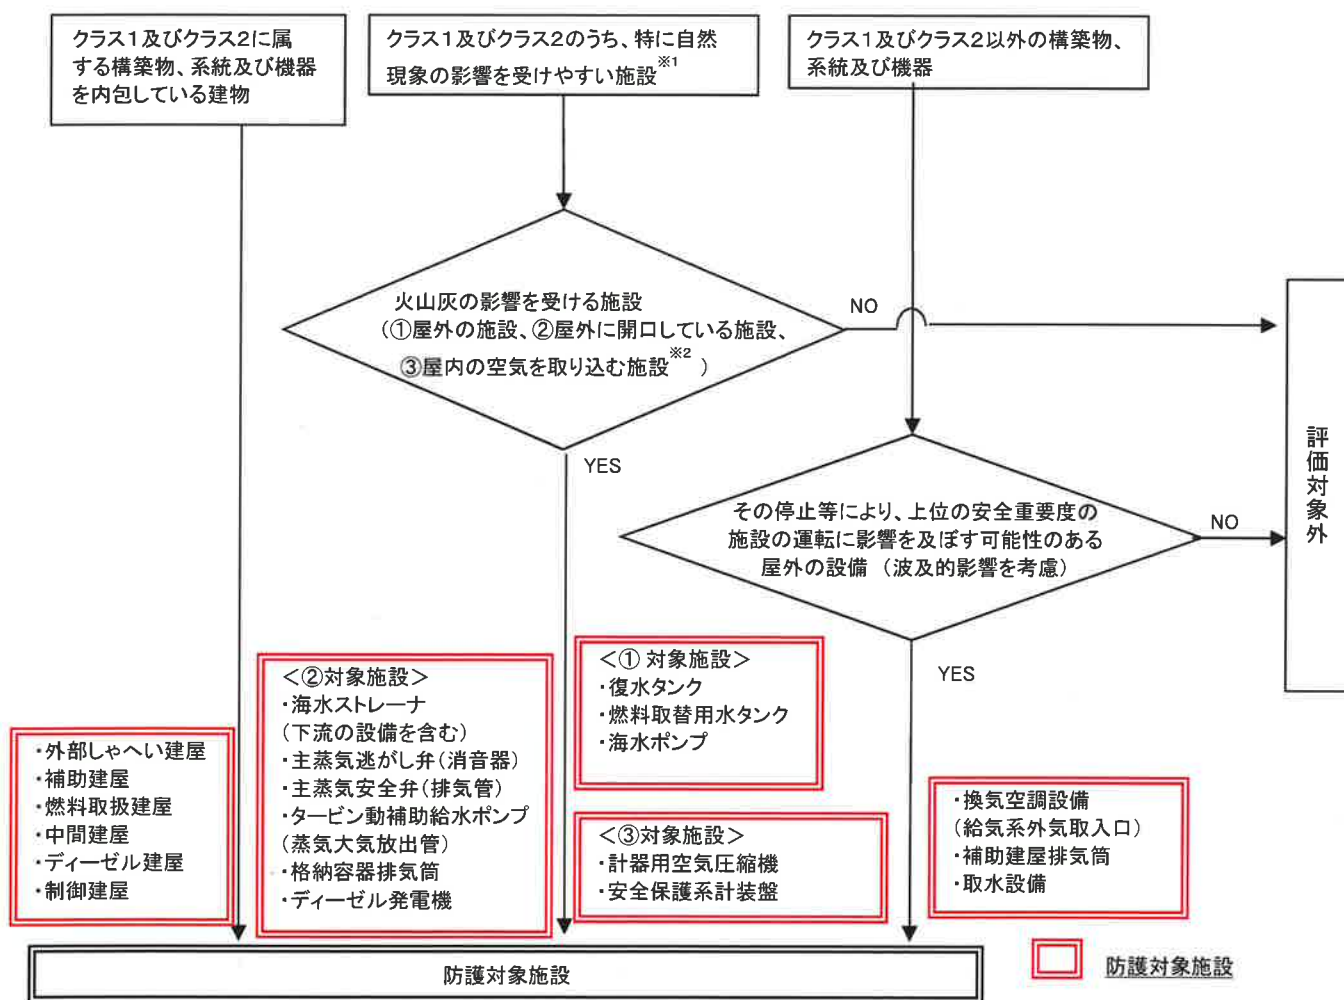 クラス1及びクラス2に属
する構築物、系統及び機器
を内包している建物
クラス1及びクラス2のうち、特に自然
現象の影響を受けやすい施設※1
クラス1及びクラス2以外の構築物、
系統及び機器
火山灰の影響を受ける施設
(①屋外の施設、②屋外に開口している施設、
③屋内の空気を取り込む施設※2 )
NO
YES
その停止等により、上位の安全重要度の
施設の運転に影響を及ぼす可能性のある
屋外の設備 (波及的影響を考慮)
NO
YES
評価対象外
・外部しゃへい建屋
・補助建屋
・燃料取扱建屋
・中間建屋
・ディーゼル建屋
・制御建屋
<②対象施設>
・海水ストレーナ
(下流の設備を含む)
・主蒸気逃がし弁(消音器)
・主蒸気安全弁(排気管)
・タービン動補助給水ポンプ
(蒸気大気放出管)
・格納容器排気筒
・ディーゼル発電機
<① 対象施設>
・復水タンク
・燃料取替用水タンク
・海水ポンプ
<③対象施設>
・計器用空気圧縮機
・安全保護系計装盤
・換気空調設備
(給気系外気取入口)
・補助建屋排気筒
・取水設備
防護対象施設
防護対象施設